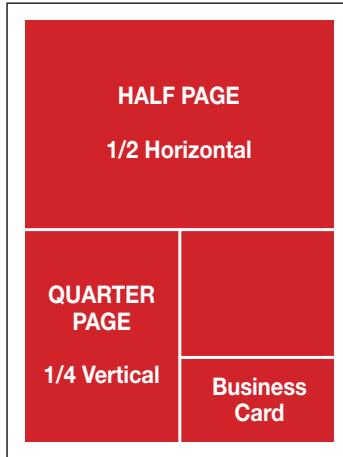 HALF PAGE
1/2 Horizontal
QUARTER
PAGE
1/4 Vertical
Business
Card